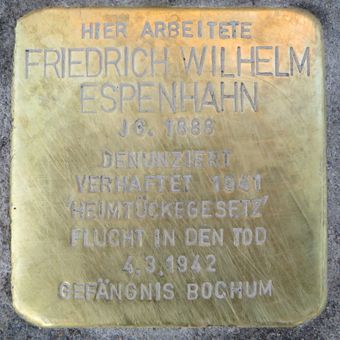 HIER ARBEITETE
FRIEDRICH WILHELM
ESPENHAHN
JG. 1888
DENUNZIERT
VERHAFTET 1941
'HEIMTÜCKEGESETZ'
FLUCHT IN DEN TOD
4.3.1942
GEFÄNGNIS BOCHUM